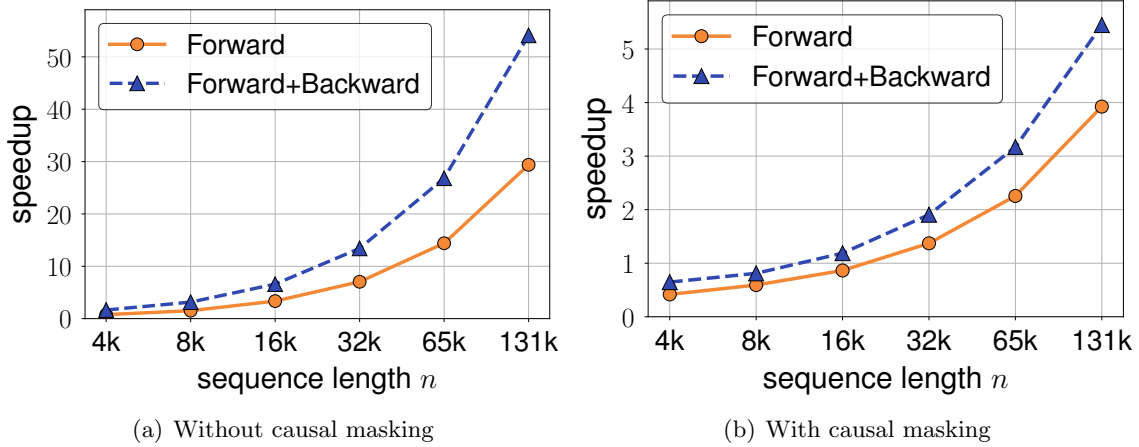 Forward
Forward+Backward
speedup
50
40
30
20
10
0
4k 8k 16k 32k 65k 131k
sequence length n
(a) Without causal masking
Forward
Forward+Backward
speedup
5
4
3
2
1
0
4k 8k 16k 32k 65k 131k
sequence length n
(b) With causal masking